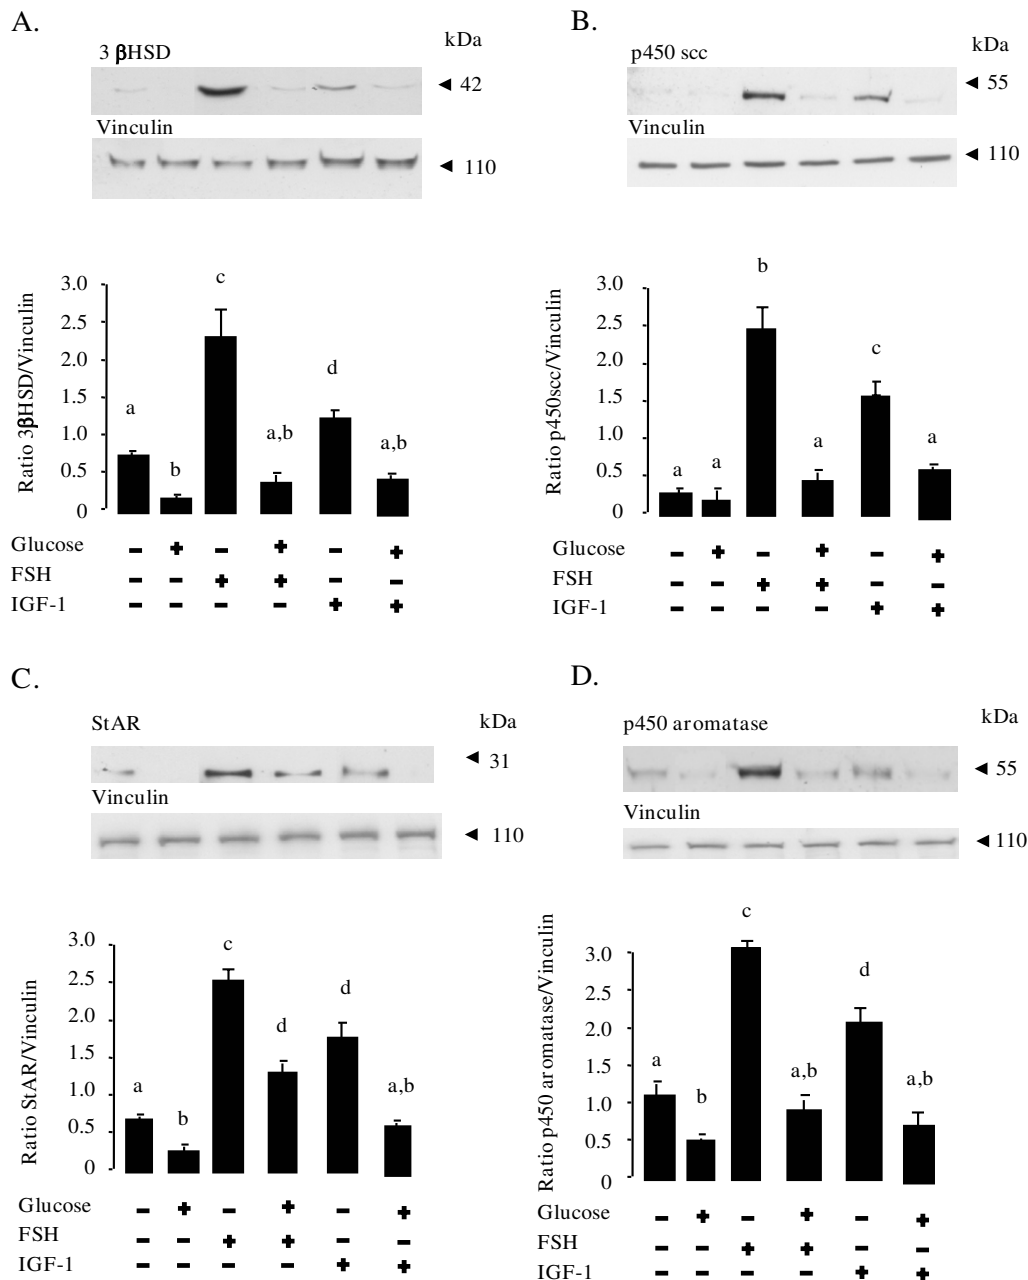 A.
3 βHSD
kDa
◄ 42
Vinculin
◄ 110
c
3.0
2.5
2.0
1.5
1.0
0.5
0
Ratio 3βHSD/Vinculin
a
b
a,b
d
a,b
Glucose − + − + − +
FSH − − + + − −
IGF-1 − − − − + +
B.
p450 scc
kDa
◄ 55
Vinculin
◄ 110
b
3.0
2.5
2.0
1.5
1.0
0.5
0
Ratio p450scc/Vinculin
a
a
a
c
a
Glucose − + − + − +
FSH − − + + − −
IGF-1 − − − − + +
C.
StAR
kDa
◄ 31
Vinculin
◄ 110
3.0
2.5
2.0
1.5
1.0
0.5
0
Ratio StAR/Vinculin
a
b
c
d
d
a,b
Glucose − + − + − +
FSH − − + + − −
IGF-1 − − − − + +
D.
p450 aromatase
kDa
◄ 55
Vinculin
◄ 110
c
3.0
2.5
2.0
1.5
1.0
0.5
0
Ratio p450 aromatase/Vinculin
a
b
a,b
d
a,b
Glucose − + − + − +
FSH − − + + − −
IGF-1 − − − − + +